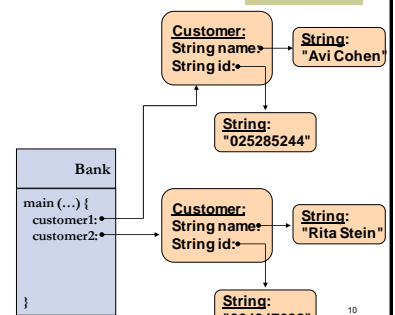 Customer:
String name:
String id:
String:
"Avi Cohen"
String:
"025285244"
Bank
main (…) {
customer1:
customer2:
}
Customer:
String name:
String id:
String:
"Rita Stein"
String:
10